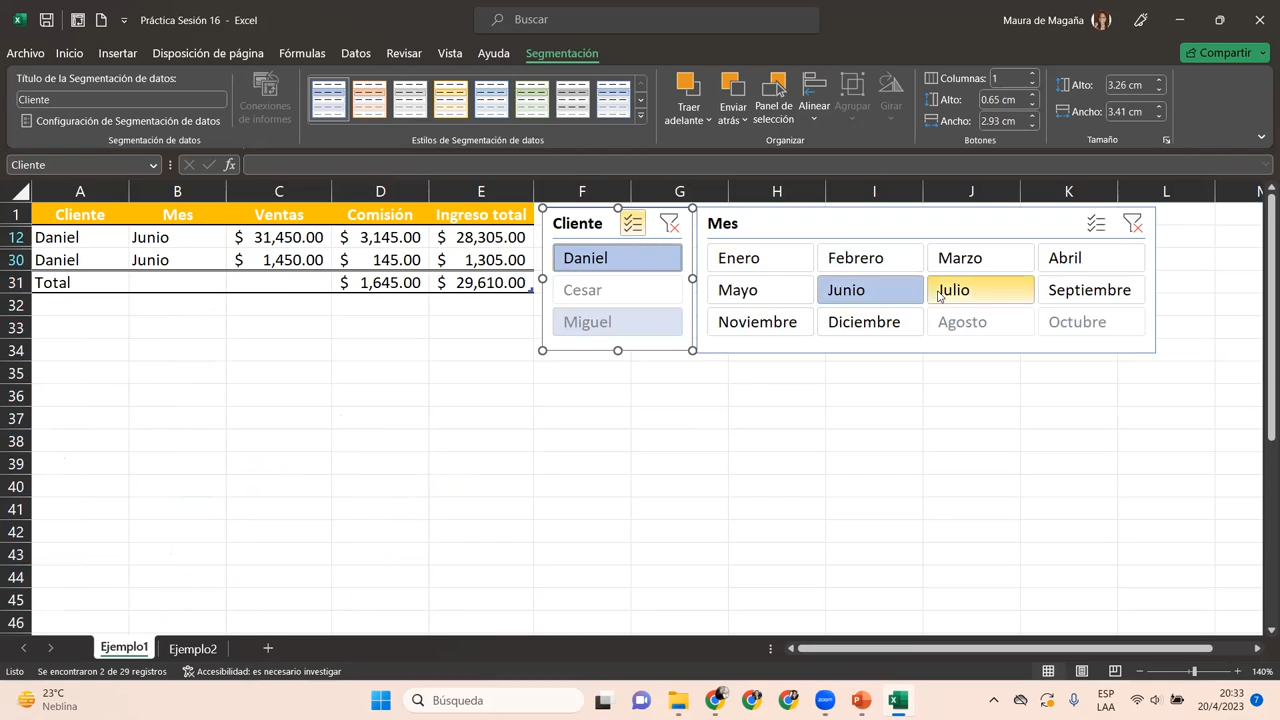 Práctica Sesión 16 - Excel
Buscar
Maura de Magaña
Archivo Inicio Insertar Disposición de página Fórmulas Datos Revisar Vista Ayuda Segmentación
Compartir
Título de la Segmentación de datos:
Cliente
Configuración de Segmentación de datos
Segmentación de datos
Conexiones de informes
Estilos de Segmentación de datos
Traer adelante
Enviar atrás
Panel de selección
Alinear
Agrupar
Girar
Organizar
Columnas: 1
Alto: 0.65 cm
Ancho: 2.93 cm
Botones
Alto: 3.26 cm
Ancho: 3.41 cm
Tamaño
Cliente
fx
A B C D E F G H I J K L M
1 Cliente Mes Ventas Comisión Ingreso total
12 Daniel Junio $ 31,450.00 $ 3,145.00 $ 28,305.00
30 Daniel Junio $ 1,450.00 $ 145.00 $ 1,305.00
31 Total $ 1,645.00 $ 29,610.00
32
33
34
35
36
37
38
39
40
41
42
43
44
45
46
Cliente
Daniel
Cesar
Miguel
Mes
Enero Febrero Marzo Abril
Mayo Junio Julio Septiembre
Noviembre Diciembre Agosto Octubre
Ejemplo1 Ejemplo2
Listo Se encontraron 2 de 29 registros Accesibilidad: es necesario investigar
140%
23°C
Neblina
Búsqueda
zoom
ESP
LAA
20:33
20/4/2023
7